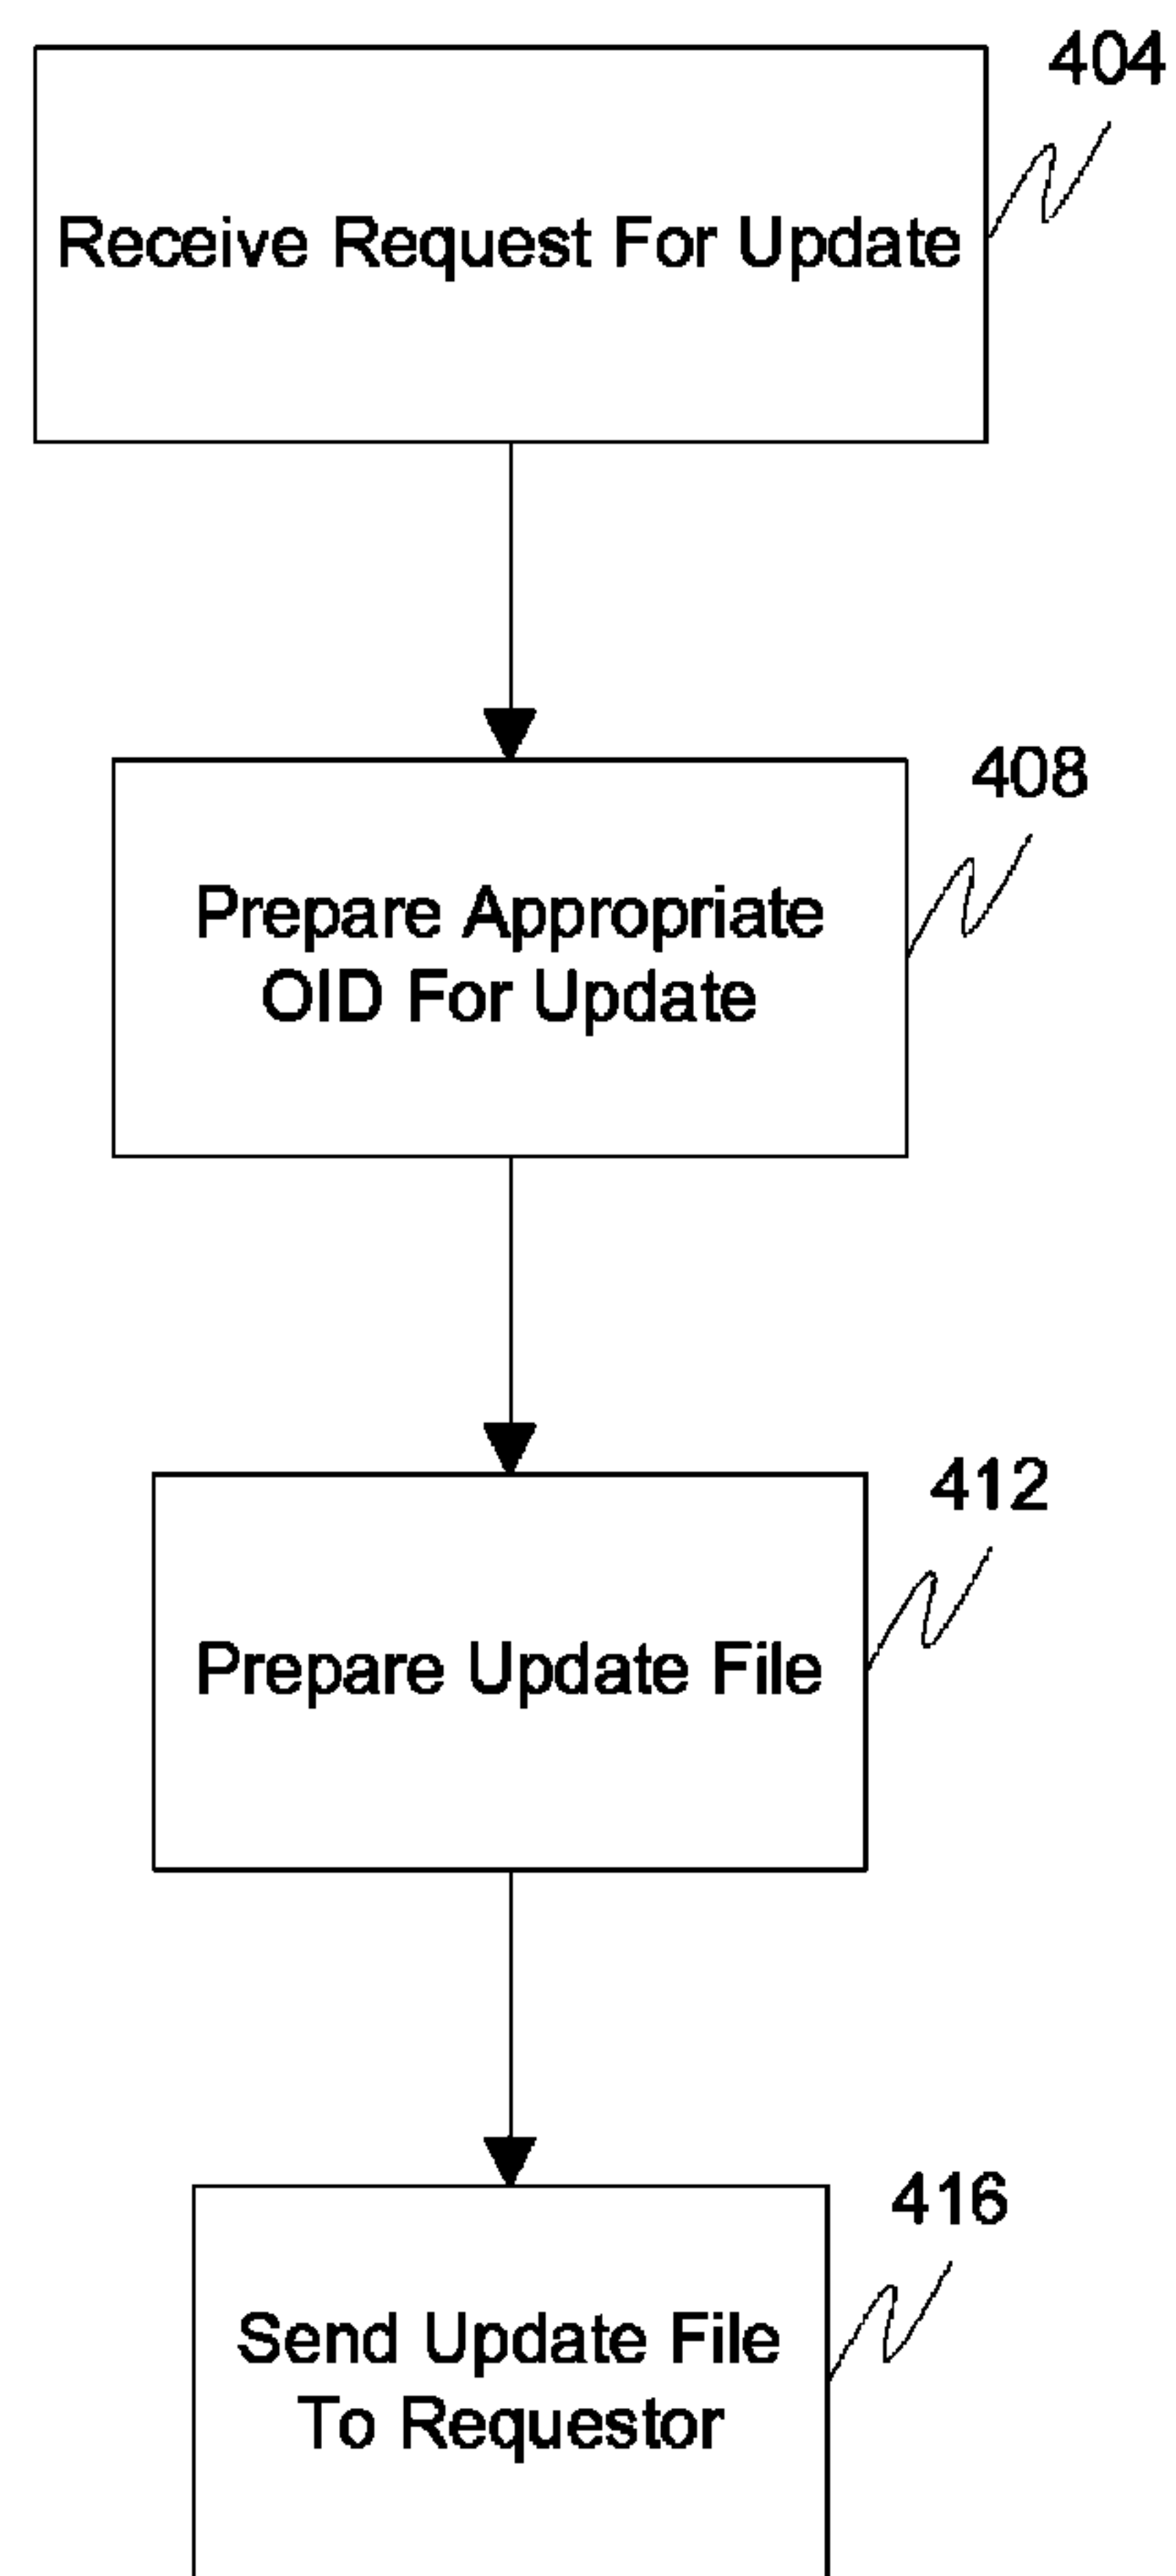 404
Receive Request For Update
408
Prepare Appropriate
OID For Update
412
Prepare Update File
416
Send Update File
To Requestor